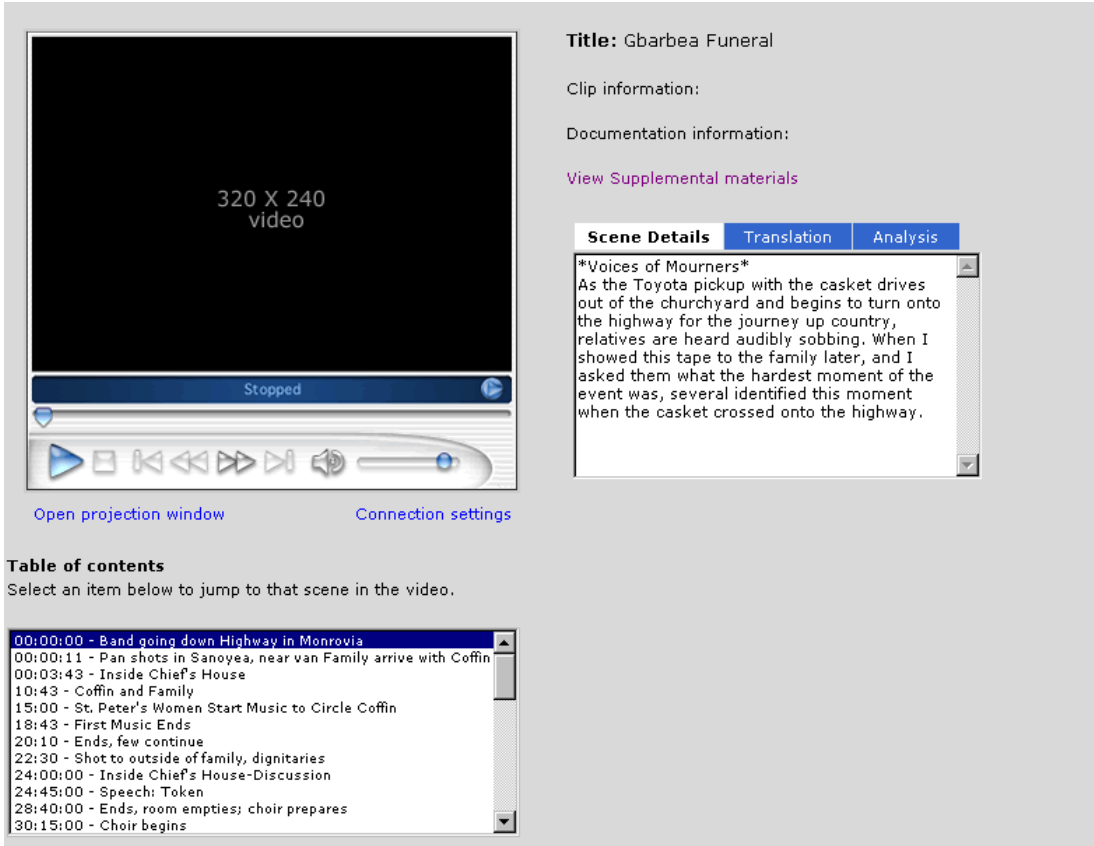 320 X 240
video
Stopped
Open projection window
Connection settings
Title: Gbarbea Funeral
Clip information:
Documentation information:
View Supplemental materials
Scene Details
Translation
Analysis
*Voices of Mourners*
As the Toyota pickup with the casket drives
out of the churchyard and begins to turn onto
the highway for the journey up country,
relatives are heard audibly sobbing. When I
showed this tape to the family later, and I
asked them what the hardest moment of the
event was, several identified this moment
when the casket crossed onto the highway.
Table of contents
Select an item below to jump to that scene in the video.
00:00:00 - Band going down Highway in Monrovia
00:00:11 - Pan shots in Sanoyea, near van Family arrive with Coffin
00:03:43 - Inside Chief's House
10:43 - Coffin and Family
15:00 - St. Peter's Women Start Music to Circle Coffin
18:43 - First Music Ends
20:10 - Ends, few continue
22:30 - Shot to outside of family, dignitaries
24:00:00 - Inside Chief's House-Discussion
24:45:00 - Speech: Token
28:40:00 - Ends, room empties; choir prepares
30:15:00 - Choir begins